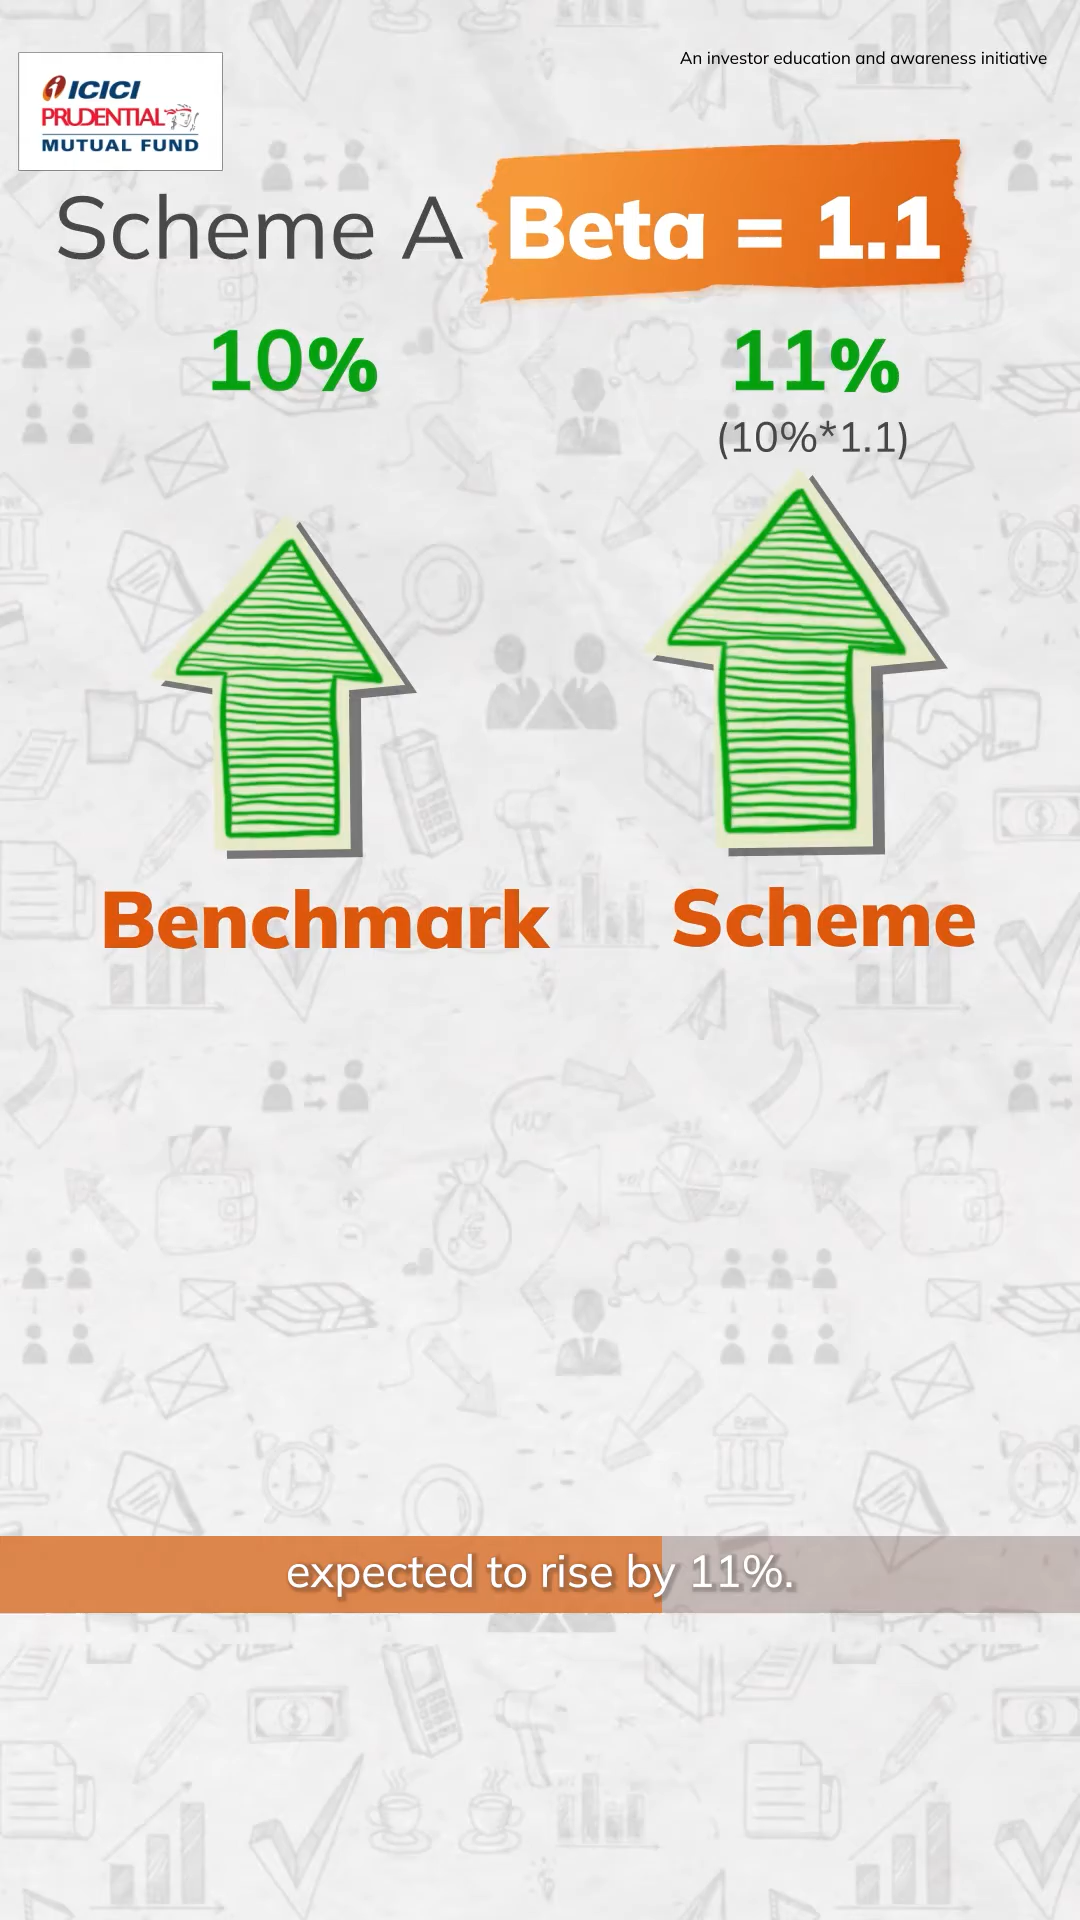 An investor education and awareness initiative
ICICI
PRUDENTIAL
MUTUAL FUND
Scheme A Beta = 1.1
10% 11%
(10%*1.1)
Benchmark Scheme
expected to rise by 11%.